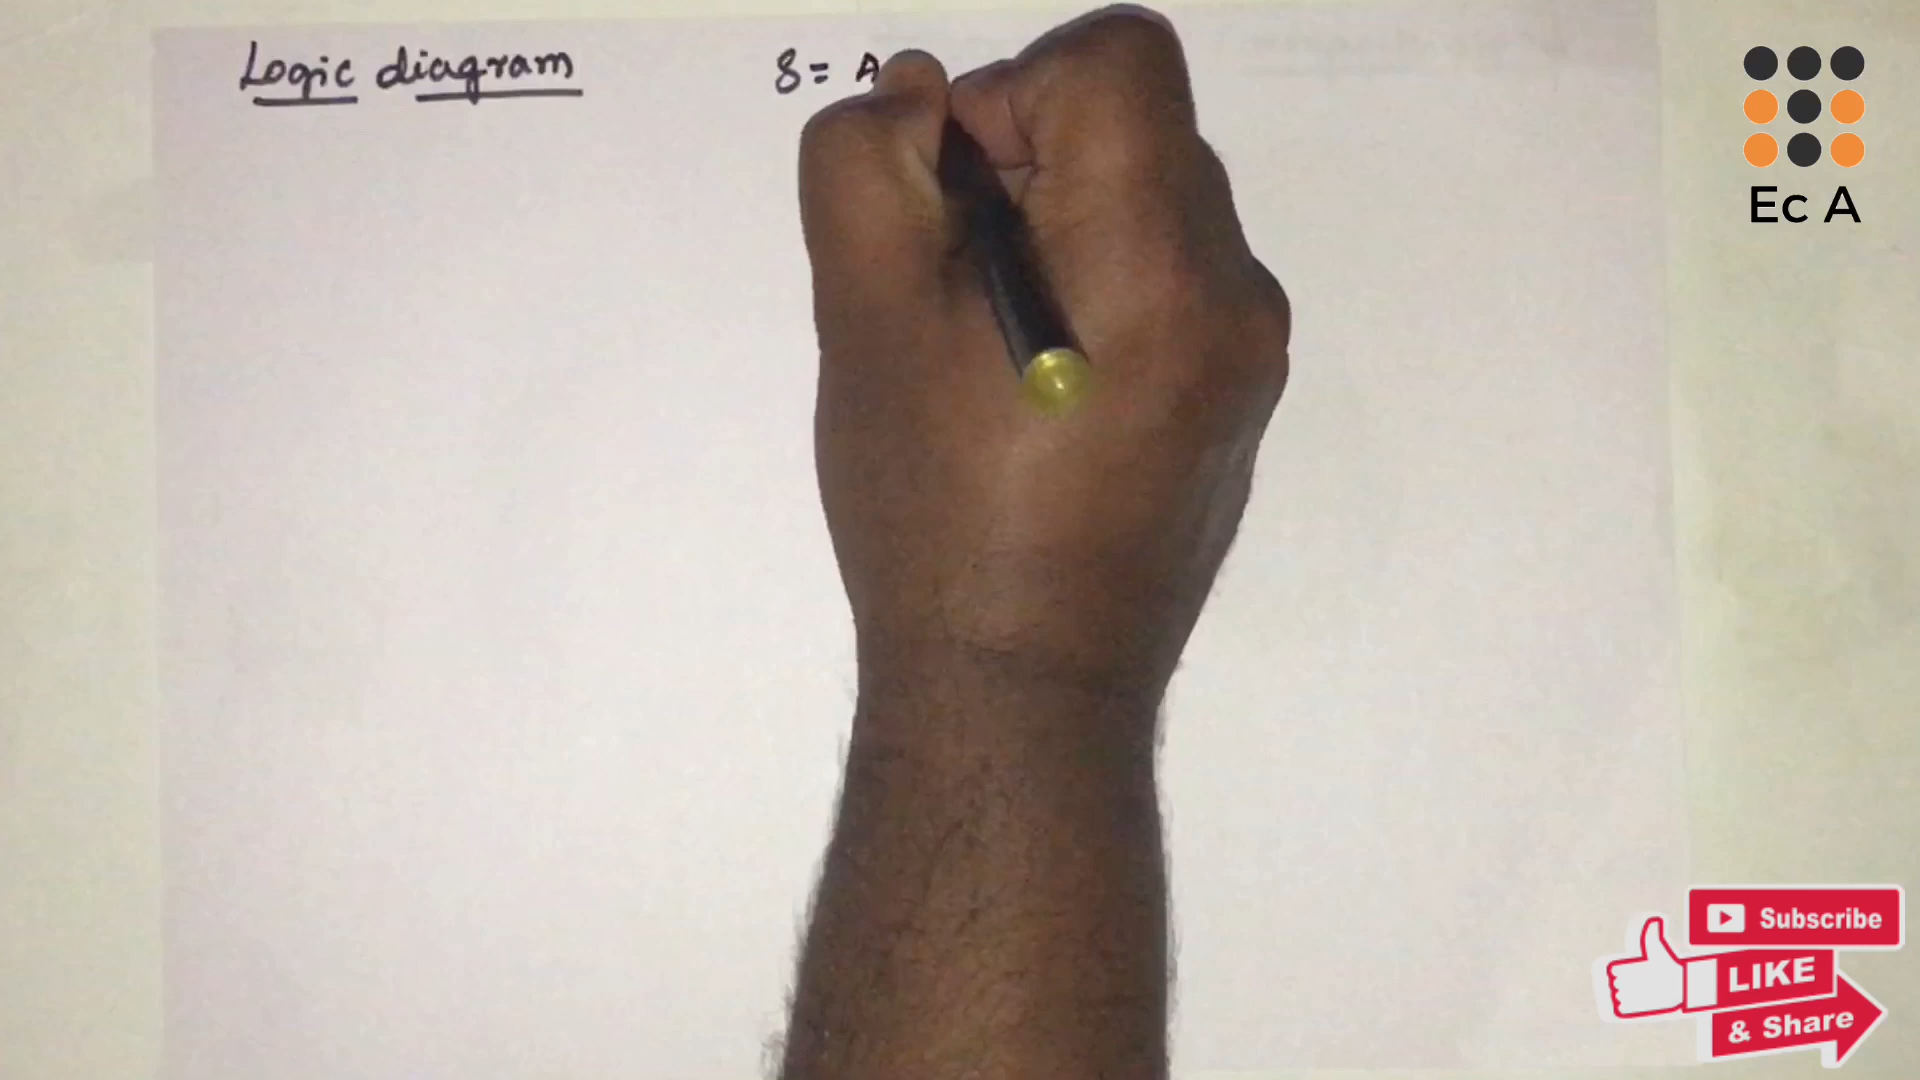 Logic diagram
S = A
Ec A
Subscribe
LIKE
& Share